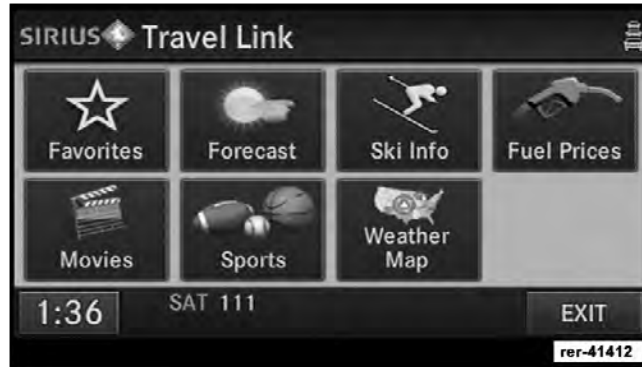 SIRIUS Travel Link
Favorites
Forecast
Ski Info
Fuel Prices
Movies
Sports
Weather
Map
1:36
SAT 111
EXIT
rer-41412